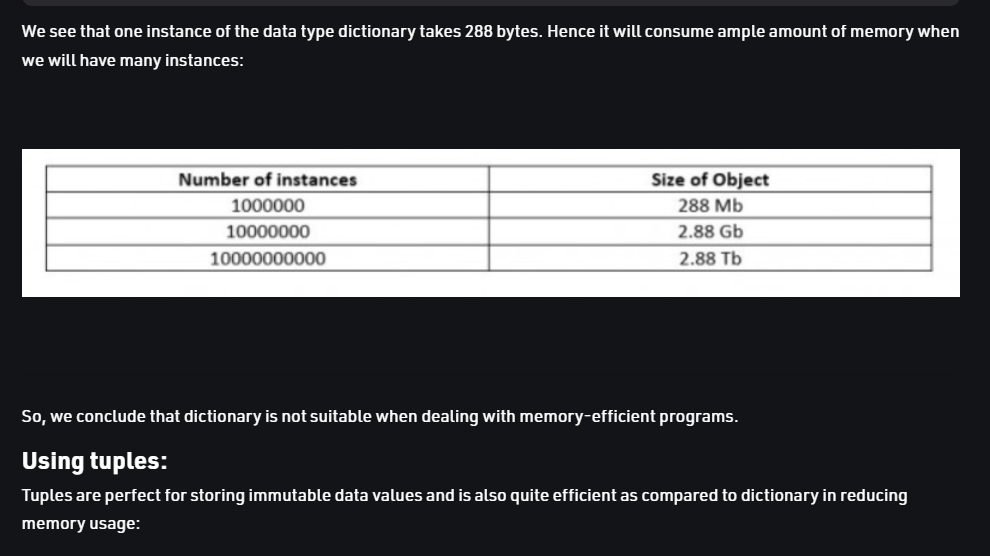 We see that one instance of the data type dictionary takes 288 bytes. Hence it will consume ample amount of memory when
we will have many instances:
Number of instances Size of Object
1000000 288 Mb
10000000 2.88 Gb
10000000000 2.88 Tb
So, we conclude that dictionary is not suitable when dealing with memory-efficient programs.
Using tuples:
Tuples are perfect for storing immutable data values and is also quite efficient as compared to dictionary in reducing
memory usage: